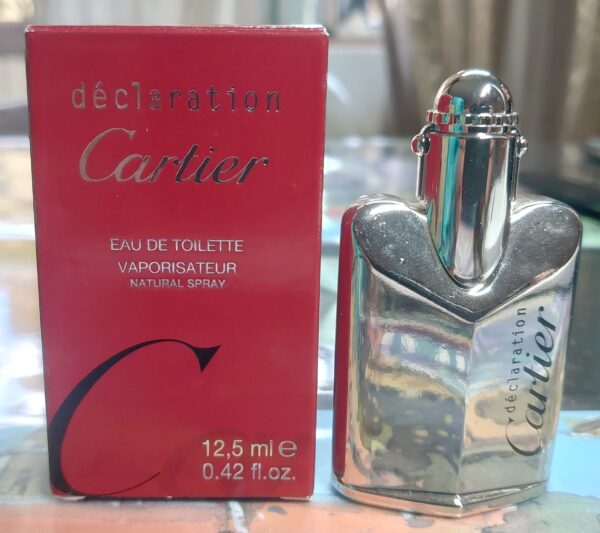 déclaration
Cartier
EAU DE TOILETTE
VAPORISATEUR
NATURAL SPRAY
C
12,5 ml e
0.42 fl.oz.
déclaration
Cartier